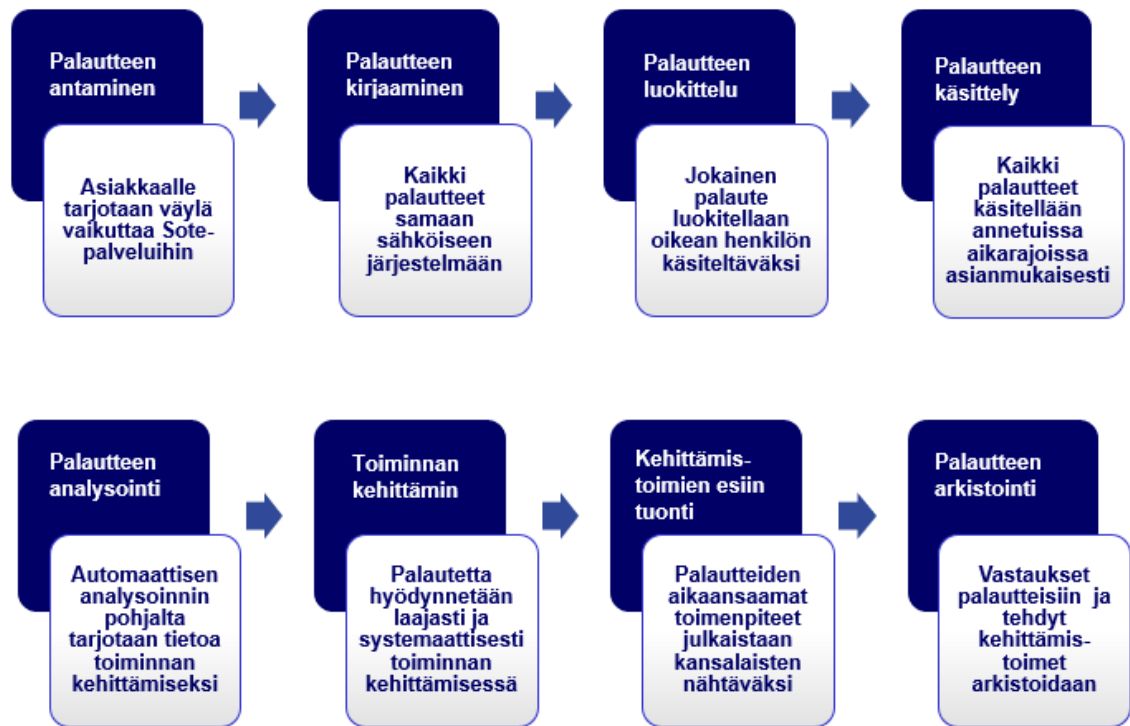 Palautteen
antaminen
Asiakkaalle
tarjotaan väylä
vaikuttaa Sote-
palveluihin
Palautteen
kirjaaminen
Kaikki
palautteet
samaan
sähköiseen
järjestelmään
Palautteen
luokittelu
Jokainen
palaute
luokitellaan
oikean henkilön
käsiteltäväksi
Palautteen
käsittely
Kaikki
palautteet
käsitellään
annetuissa
aikarajoissa
asianmukaisesti
Palautteen
analysointi
Automaattisen
analysoinnin
pohjalta
tarjotaan tietoa
toiminnan
kehittämiseksi
Toiminnan
kehittämin
Palautetta
hyödynnetään
laajasti ja
systemaattisesti
toiminnan
kehittämisessä
Kehittämis-
toimien esiin
tuonti
Palautteiden
aikaansaamat
toimenpiteet
julkaistaan
kansalaisten
nähtäväksi
Palautteen
arkistointi
Vastaukset
palautteisiin ja
tehdyt
kehittämis-
toimet
arkistoidaan